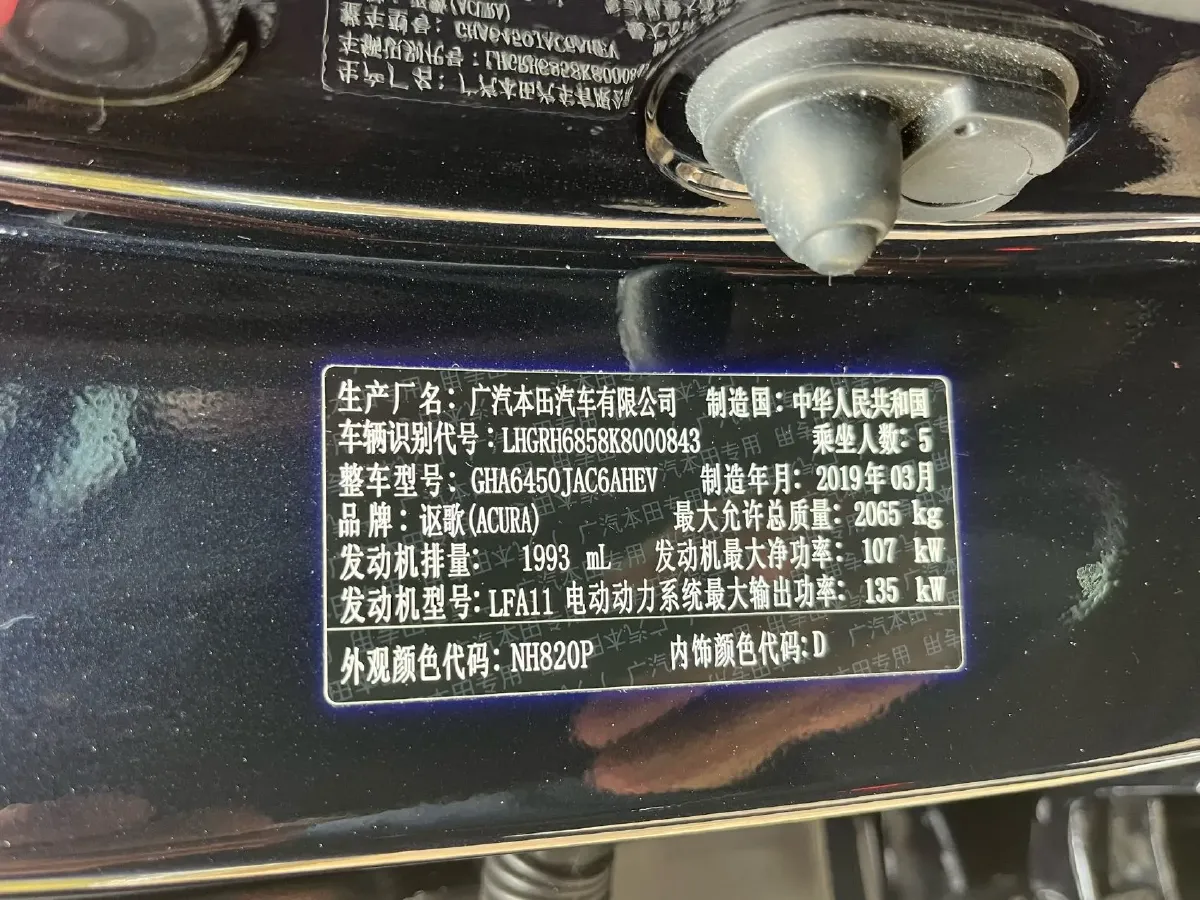 生产厂名：广汽本田汽车有限公司 制造国：中华人民共和国
车辆识别代号：LHGRH6858K8000843 乘坐人数：5
整车型号：GHA6450JAC6AHEV 制造年月：2019年03月
品牌：讴歌(ACURA) 最大允许总质量：2065 kg
发动机排量： 1993 mL 发动机最大净功率： 107 kW
发动机型号：LFA11 电动动力系统最大输出功率： 135 kW
外观颜色代码：NH820P 内饰颜色代码：D